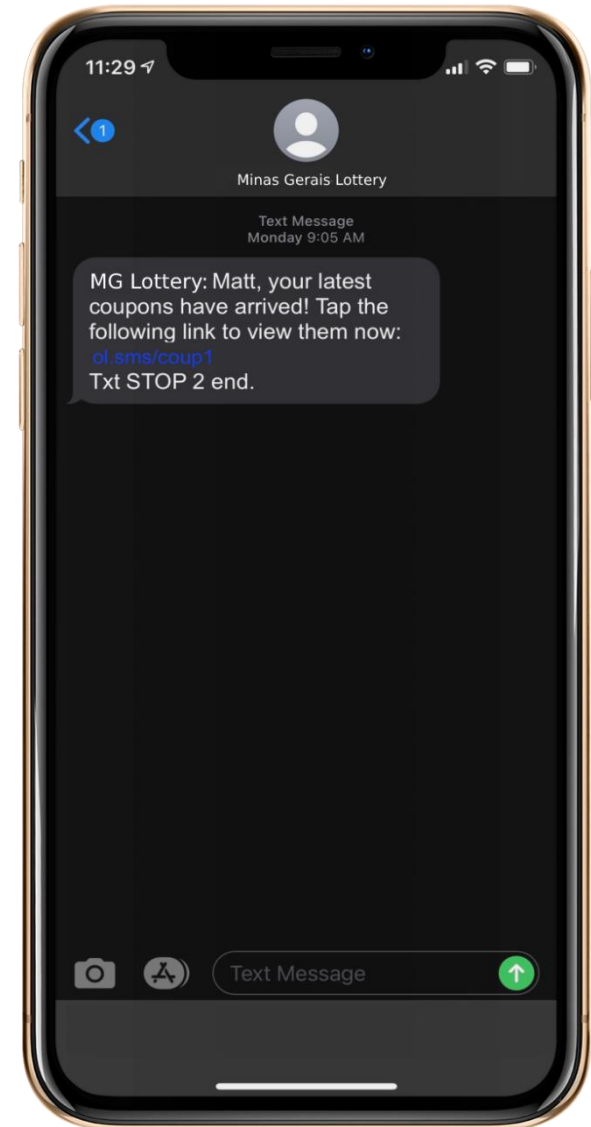 11:29
1
Minas Gerais Lottery
Text Message
Monday 9:05 AM
MG Lottery: Matt, your latest
coupons have arrived! Tap the
following link to view them now:
ol.sms/coup1
Txt STOP 2 end.
Text Message